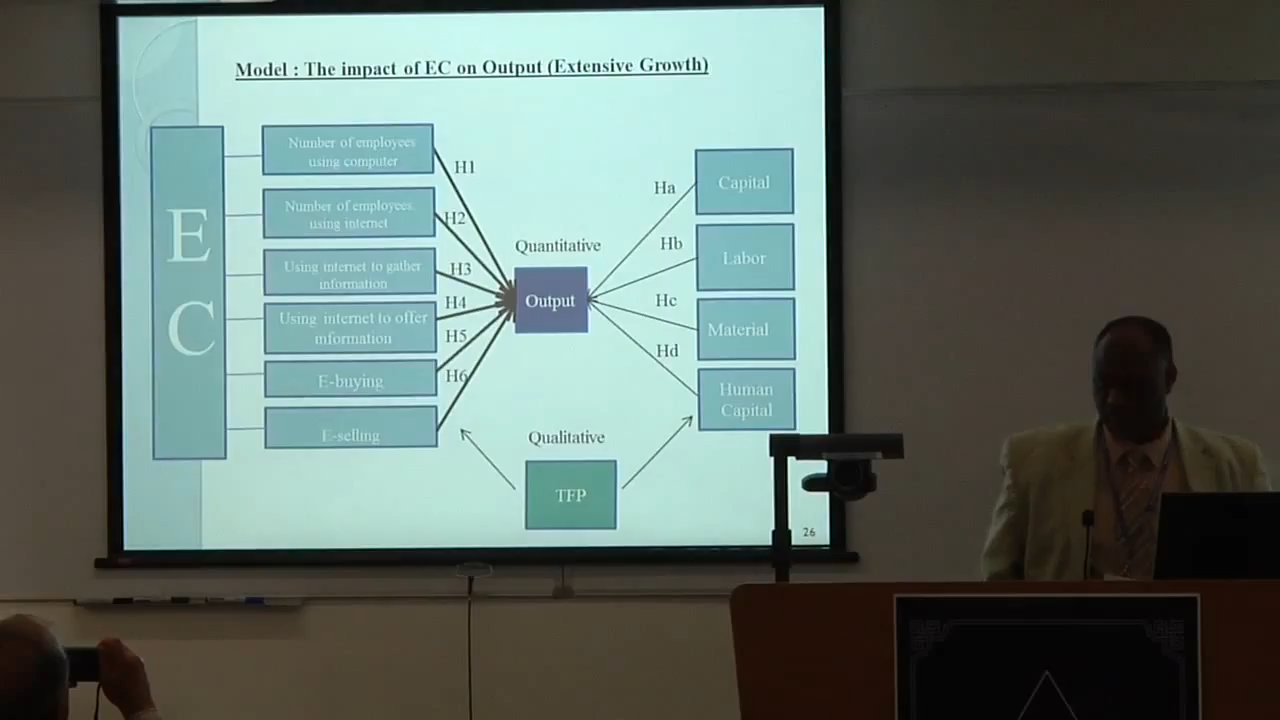 Model : The impact of EC on Output (Extensive Growth)
E
C
Number of employees
using computer
Number of employees
using internet
Using internet to gather
information
Using internet to offer
mformation
E-buying
E-selling
H1
H2
H3
H4
H5
H6
Quantitative
Output
Qualitative
TFP
Ha
Hb
Hc
Hd
Capital
Labor
Material
Human
Capital
26